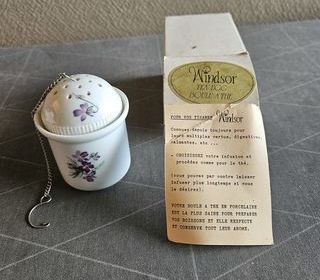 Windsor
TEA EGG
BOULE A THE
POUR VOS TISANES Windsor
Connues depuis toujours pour
leurs multiples vertus, digestives,
calmantes, etc ...
- CHOISISSEZ votre infusion et
procédez comme pour le thé.
(vous pouvez par contre laisser
infuser plus longtemps si vous
le désirez).
VOTRE BOULE A THE EN PORCELAINE
EST LA PLUS SAINE POUR PREPARER
VOS BOISSONS ET ELLE RESPECTE
ET CONSERVE TOUT LEUR AROME.